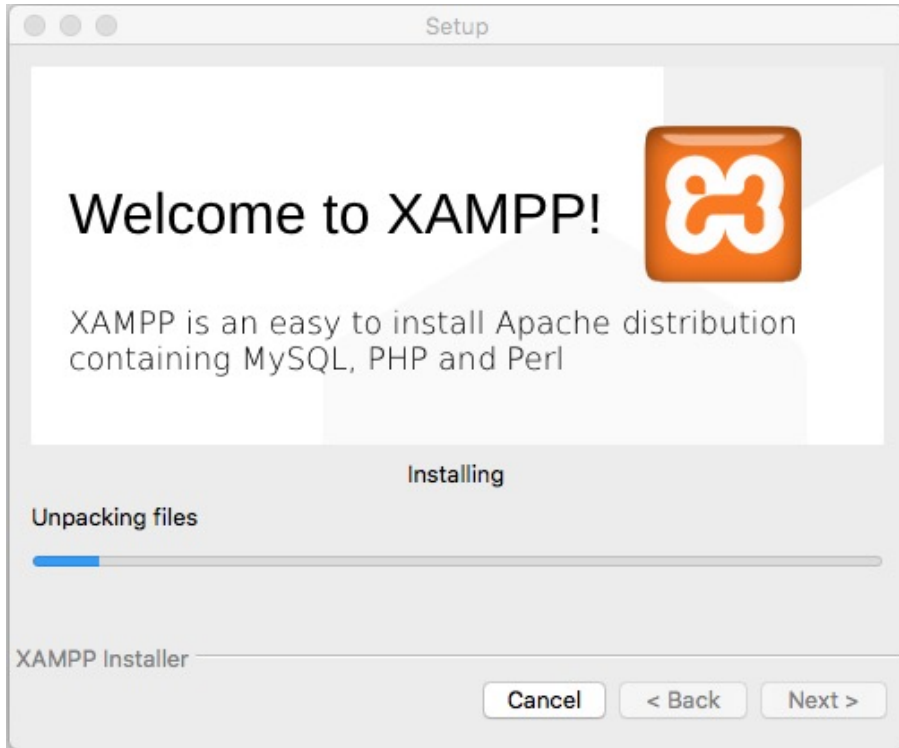 Setup
Welcome to XAMPP!
XAMPP is an easy to install Apache distribution
containing MySQL, PHP and Perl
Installing
Unpacking files
XAMPP Installer
Cancel
< Back
Next >